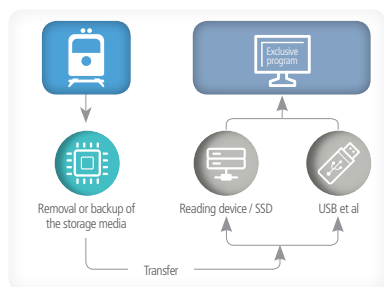 Exclusive
program
Removal or backup of
the storage media
Reading device / SSD
USB et al
Transfer